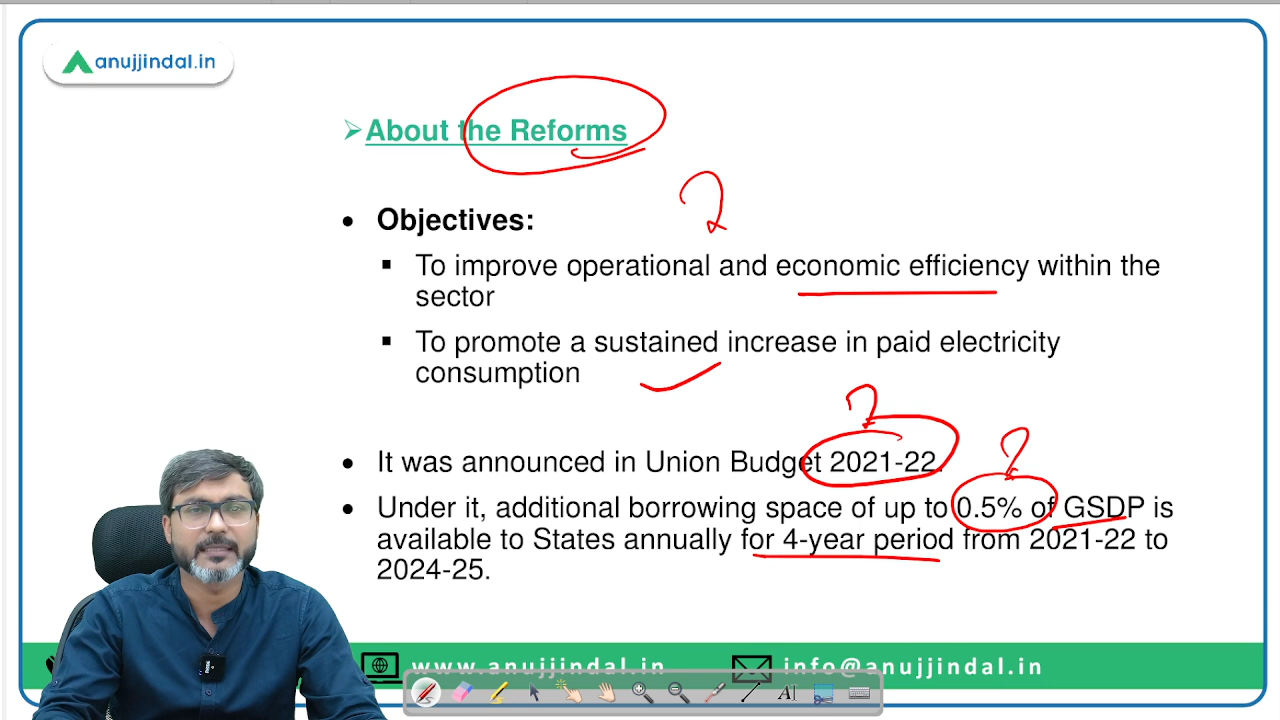 anujjindal.in
➢About the Reforms
?
• Objectives:
▪ To improve operational and economic efficiency within the
sector
▪ To promote a sustained increase in paid electricity
consumption
?
• It was announced in Union Budget 2021-22.
?
• Under it, additional borrowing space of up to 0.5% of GSDP is
available to States annually for 4-year period from 2021-22 to
2024-25.
www.anujjindal.in info@anujjindal.in